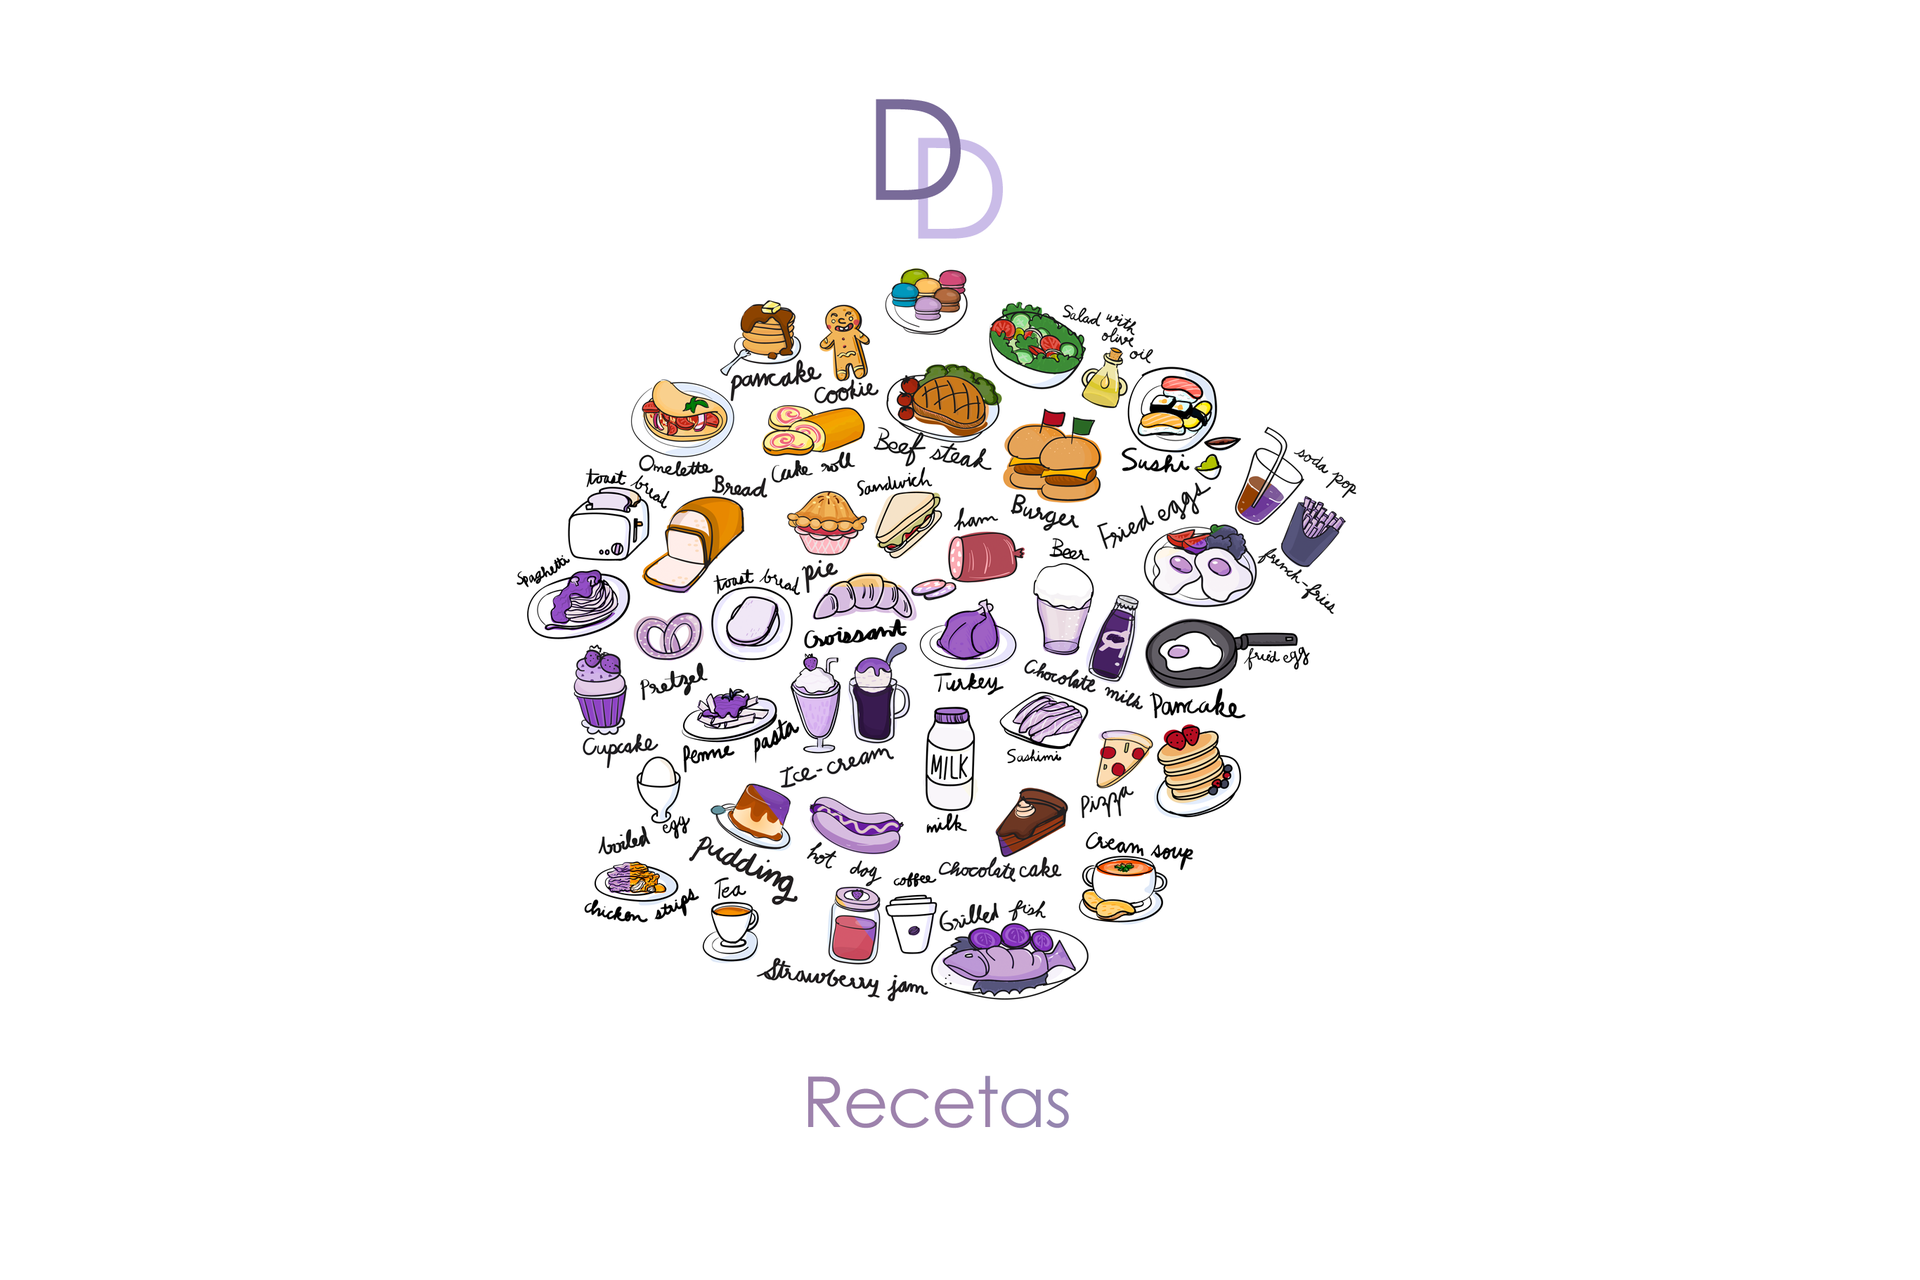 D
D
pancake
Cookie
Salad with
olive
oil
Omelette
Cake roll
Beef steak
Sushi
soda pop
toast bread
Bread
Sandwich
Burger
Fried eggs
ham
Beer
french-fries
Spaghetti
toast bread
pie
Croissant
Turkey
Chocolate milk
fried egg
Pretzel
Pancake
Cupcake
Penne pasta
Ice-cream
MILK
milk
Sashimi
Pizza
boiled egg
pudding
hot dog
Chocolate cake
Cream soup
chicken strips
Tea
coffee
Grilled fish
Strawberry jam
Recetas